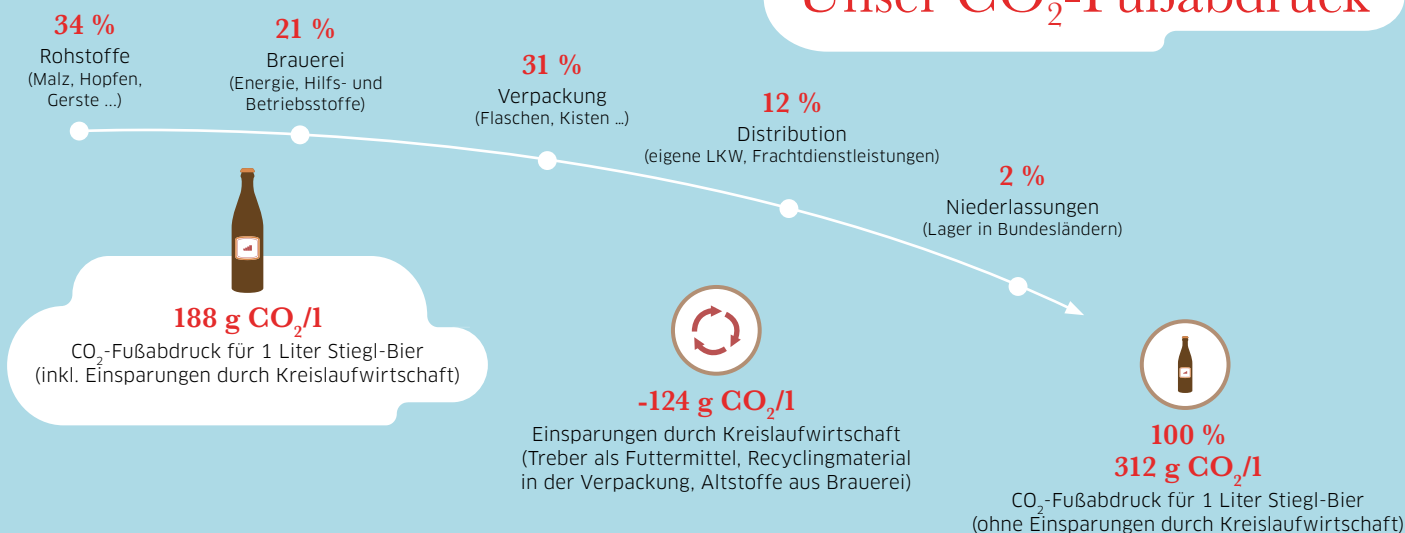 Unser CO₂-Fußabdruck
34 %
Rohstoffe
(Malz, Hopfen,
Gerste ...)
21 %
Brauerei
(Energie, Hilfs- und
Betriebsstoffe)
31 %
Verpackung
(Flaschen, Kisten ...)
12 %
Distribution
(eigene LKW, Frachtdienstleistungen)
2 %
Niederlassungen
(Lager in Bundesländern)
188 g CO₂/l
CO₂-Fußabdruck für 1 Liter Stiegl-Bier
(inkl. Einsparungen durch Kreislaufwirtschaft)
-124 g CO₂/l
Einsparungen durch Kreislaufwirtschaft
(Treber als Futtermittel, Recyclingmaterial
in der Verpackung, Altstoffe aus Brauerei)
100 %
312 g CO₂/l
CO₂-Fußabdruck für 1 Liter Stiegl-Bier
(ohne Einsparungen durch Kreislaufwirtschaft)